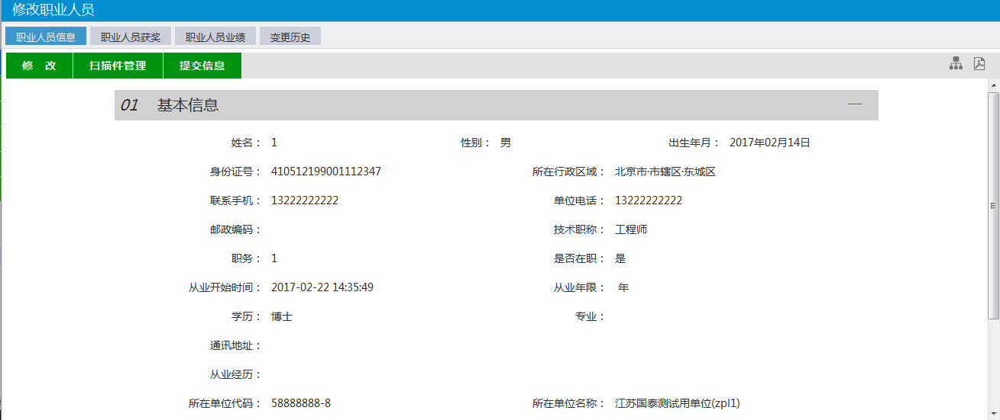 修改职业人员
职业人员信息 职业人员获奖 职业人员业绩 变更历史
修 改 扫描件管理 提交信息
01 基本信息
姓名： 1 性别： 男 出生年月： 2017年02月14日
身份证号： 410512199001112347 所在行政区域： 北京市·市辖区·东城区
联系手机： 13222222222 单位电话： 13222222222
邮政编码： 技术职称： 工程师
职务： 1 是否在职： 是
从业开始时间： 2017-02-22 14:35:49 从业年限： 年
学历： 博士 专业：
通讯地址：
从业经历：
所在单位代码： 58888888-8 所在单位名称： 江苏国泰测试用单位(zpl1)